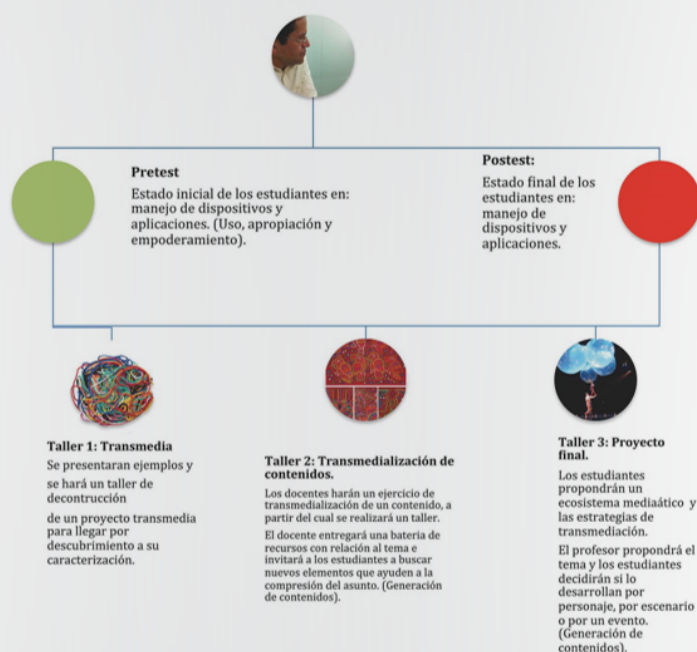 Pretest
Estado inicial de los estudiantes en:
manejo de dispositivos y
aplicaciones. (Uso, apropiación y
empoderamiento).
Postest:
Estado final de los
estudiantes en:
manejo de
dispositivos y
aplicaciones.
Taller 1: Transmedia
Se presentaran ejemplos y
se hará un taller de
decontrucción
de un proyecto transmedia
para llegar por
descubrimiento a su
caracterización.
Taller 2: Transmedialización de
contenidos.
Los docentes harán un ejercicio de
transmedialización de un contenido, a
partir del cual se realizará un taller.
El docente entregará una bateria de
recursos con relación al tema e
invitará a los estudiantes a buscar
nuevos elementos que ayuden a la
compresión del asunto. (Generación
de contenidos).
Taller 3: Proyecto
final.
Los estudiantes
propondrán un
ecosistema mediaático y
las estrategias de
transmediación.
El profesor propondrá el
tema y los estudiantes
decidirán si lo
desarrollan por
personaje, por escenario
o por un evento.
(Generación de
contenidos).